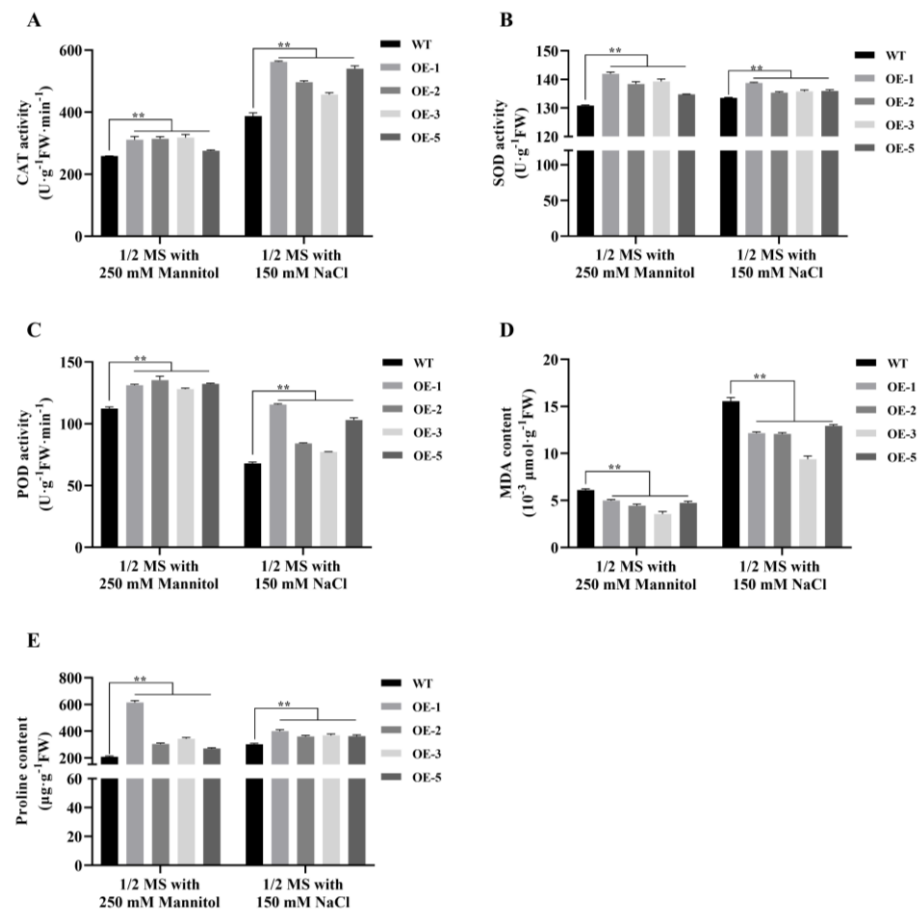 A
CAT activity
(U·g⁻¹FW·min⁻¹)
600
400
200
0
**
**
1/2 MS with
250 mM Mannitol
1/2 MS with
150 mM NaCl
WT
OE-1
OE-2
OE-3
OE-5
B
SOD activity
(U·g⁻¹FW)
150
140
130
120
100
50
0
**
**
1/2 MS with
250 mM Mannitol
1/2 MS with
150 mM NaCl
WT
OE-1
OE-2
OE-3
OE-5
C
POD activity
(U·g⁻¹FW·min⁻¹)
150
100
50
0
**
**
1/2 MS with
250 mM Mannitol
1/2 MS with
150 mM NaCl
WT
OE-1
OE-2
OE-3
OE-5
D
MDA content
(10⁻³ μmol·g⁻¹FW)
20
15
10
5
0
**
**
1/2 MS with
250 mM Mannitol
1/2 MS with
150 mM NaCl
WT
OE-1
OE-2
OE-3
OE-5
E
Proline content
(μg·g⁻¹FW)
800
600
400
200
60
40
20
0
**
**
1/2 MS with
250 mM Mannitol
1/2 MS with
150 mM NaCl
WT
OE-1
OE-2
OE-3
OE-5